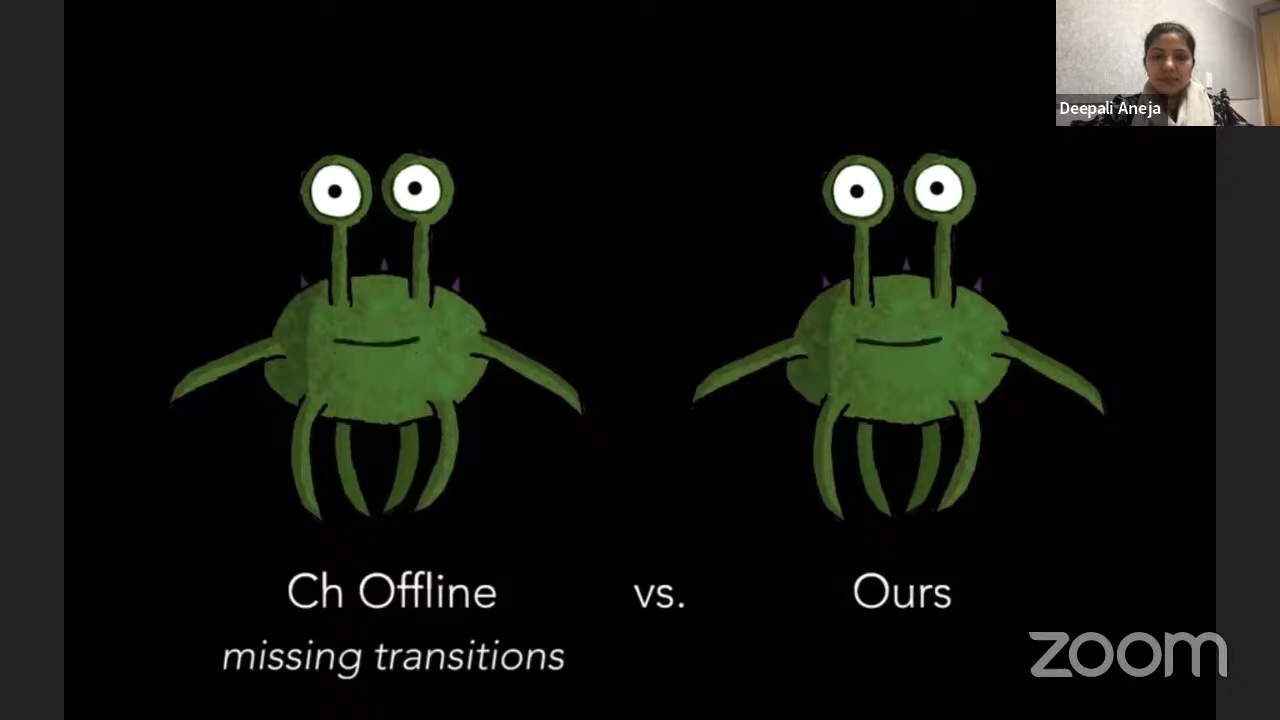 Deepali Aneja
Ch Offline vs. Ours
missing transitions
zoom